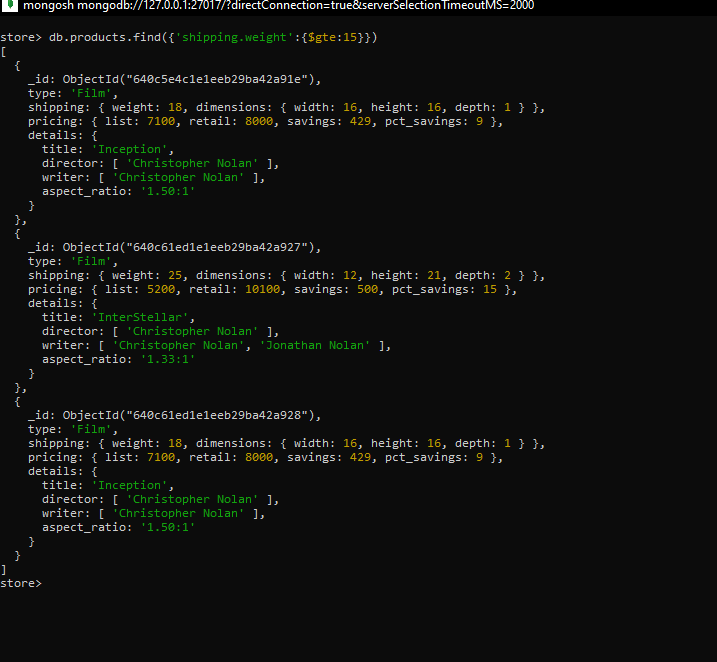 mongosh mongodb://127.0.0.1:27017/?directConnection=true&serverSelectionTimeoutMS=2000
store> db.products.find({'shipping.weight':{$gte:15}})
[
  {
    _id: ObjectId("640c5e4c1e1eeb29ba42a91e"),
    type: 'Film',
    shipping: { weight: 18, dimensions: { width: 16, height: 16, depth: 1 } },
    pricing: { list: 7100, retail: 8000, savings: 429, pct_savings: 9 },
    details: {
      title: 'Inception',
      director: [ 'Christopher Nolan' ],
      writer: [ 'Christopher Nolan' ],
      aspect_ratio: '1.50:1'
    }
  },
  {
    _id: ObjectId("640c61ed1e1eeb29ba42a927"),
    type: 'Film',
    shipping: { weight: 25, dimensions: { width: 12, height: 21, depth: 2 } },
    pricing: { list: 5200, retail: 10100, savings: 500, pct_savings: 15 },
    details: {
      title: 'InterStellar',
      director: [ 'Christopher Nolan' ],
      writer: [ 'Christopher Nolan', 'Jonathan Nolan' ],
      aspect_ratio: '1.33:1'
    }
  },
  {
    _id: ObjectId("640c61ed1e1eeb29ba42a928"),
    type: 'Film',
    shipping: { weight: 18, dimensions: { width: 16, height: 16, depth: 1 } },
    pricing: { list: 7100, retail: 8000, savings: 429, pct_savings: 9 },
    details: {
      title: 'Inception',
      director: [ 'Christopher Nolan' ],
      writer: [ 'Christopher Nolan' ],
      aspect_ratio: '1.50:1'
    }
  }
]
store>